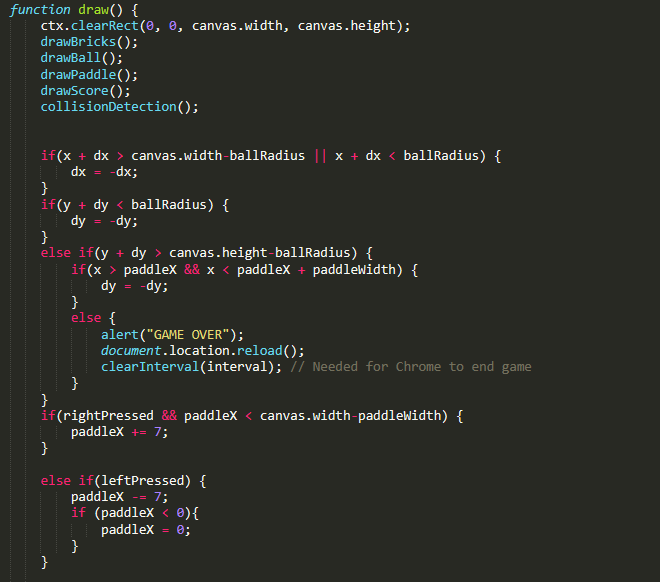 function draw() {
ctx.clearRect(0, 0, canvas.width, canvas.height);
drawBricks();
drawBall();
drawPaddle();
drawScore();
collisionDetection();
if(x + dx > canvas.width-ballRadius || x + dx < ballRadius) {
dx = -dx;
}
if(y + dy < ballRadius) {
dy = -dy;
}
else if(y + dy > canvas.height-ballRadius) {
if(x > paddleX && x < paddleX + paddleWidth) {
dy = -dy;
}
else {
alert("GAME OVER");
document.location.reload();
clearInterval(interval); // Needed for Chrome to end game
}
}
if(rightPressed && paddleX < canvas.width-paddleWidth) {
paddleX += 7;
}
else if(leftPressed) {
paddleX -= 7;
if (paddleX < 0){
paddleX = 0;
}
}